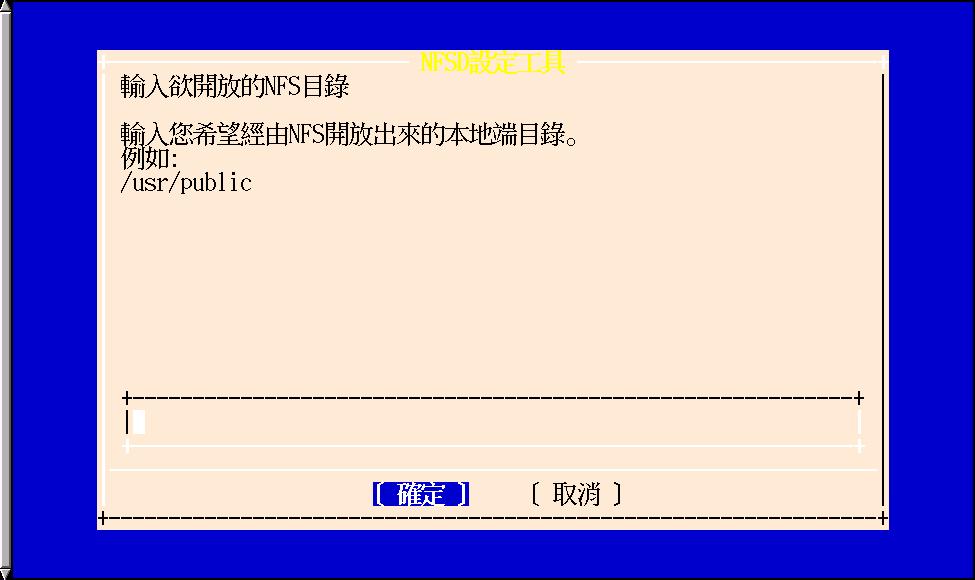 NFSD設定工具
輸入欲開放的NFS目錄
輸入您希望經由NFS開放出來的本地端目錄。
例如:
/usr/public
[ 確定 ] [ 取消 ]